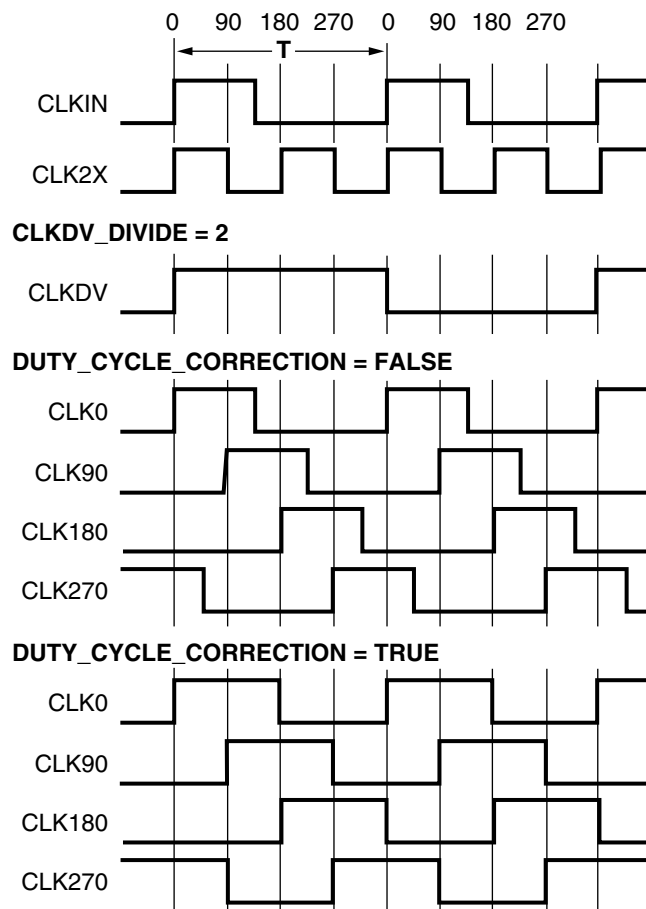 0 90 180 270 0 90 180 270
T
CLKIN
CLK2X
CLKDV_DIVIDE = 2
CLKDV
DUTY_CYCLE_CORRECTION = FALSE
CLK0
CLK90
CLK180
CLK270
DUTY_CYCLE_CORRECTION = TRUE
CLK0
CLK90
CLK180
CLK270